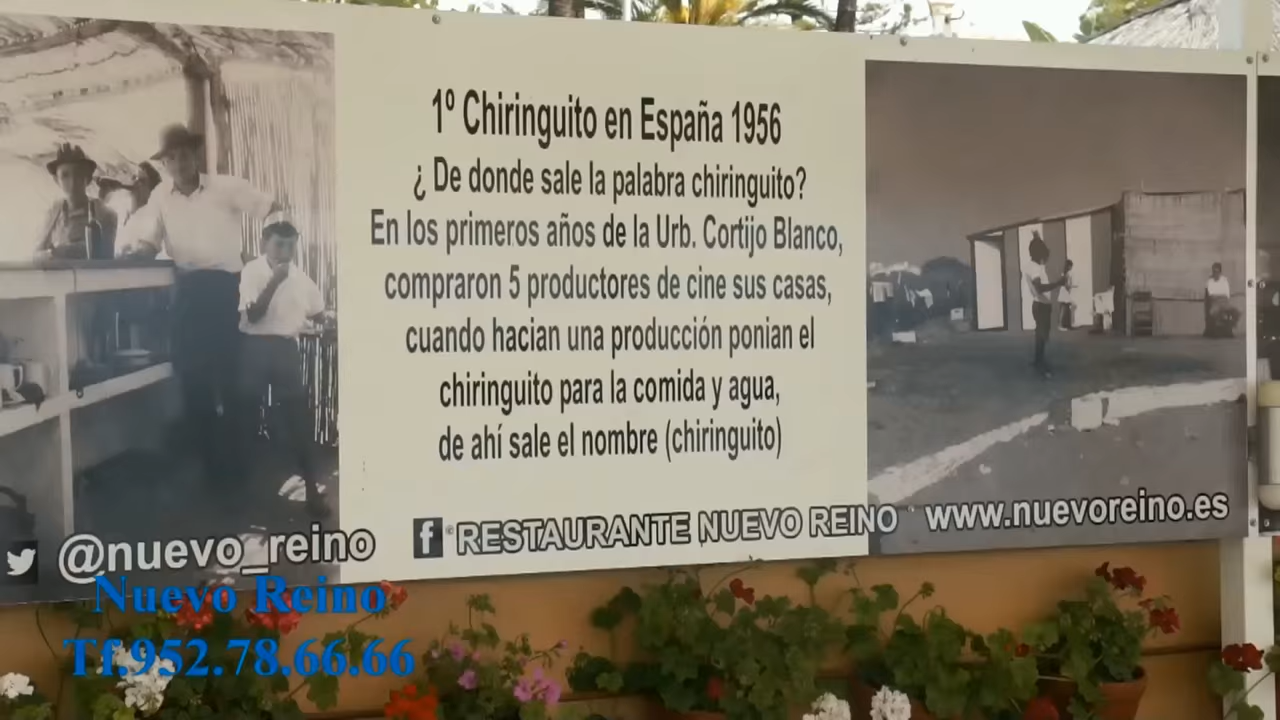 1º Chiringuito en España 1956
¿ De donde sale la palabra chiringuito?
En los primeros años de la Urb. Cortijo Blanco,
compraron 5 productores de cine sus casas,
cuando hacian una producción ponian el
chiringuito para la comida y agua,
de ahí sale el nombre (chiringuito)
@nuevo_reino
RESTAURANTE NUEVO REINO
www.nuevoreino.es
Nuevo Reino
Tf.952.78.66.66